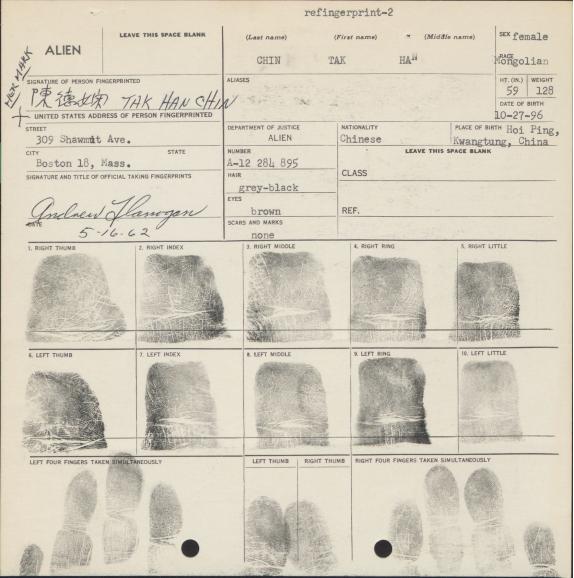 refingerprint-2
ALIEN
LEAVE THIS SPACE BLANK
(Last name) (First name) (Middle name)
CHIN TAK HAN
SEX female
RACE Mongolian
HER MARK
SIGNATURE OF PERSON FINGERPRINTED
陳德 TAK HAN CHIN
ALIASES
HT. (IN.) WEIGHT
59 128
DATE OF BIRTH
10-27-96
UNITED STATES ADDRESS OF PERSON FINGERPRINTED
STREET
309 Shawmut Ave.
CITY STATE
Boston 18, Mass.
DEPARTMENT OF JUSTICE
ALIEN
NATIONALITY
Chinese
PLACE OF BIRTH Hoi Ping,
Kwangtung, China
NUMBER
A-12 284 895
LEAVE THIS SPACE BLANK
SIGNATURE AND TITLE OF OFFICIAL TAKING FINGERPRINTS
Andrew Flanagan
DATE
5-16-62
HAIR
grey-black
CLASS
EYES
brown
REF.
SCARS AND MARKS
none
1. RIGHT THUMB 2. RIGHT INDEX 3. RIGHT MIDDLE 4. RIGHT RING 5. RIGHT LITTLE
6. LEFT THUMB 7. LEFT INDEX 8. LEFT MIDDLE 9. LEFT RING 10. LEFT LITTLE
LEFT FOUR FINGERS TAKEN SIMULTANEOUSLY LEFT THUMB RIGHT THUMB RIGHT FOUR FINGERS TAKEN SIMULTANEOUSLY